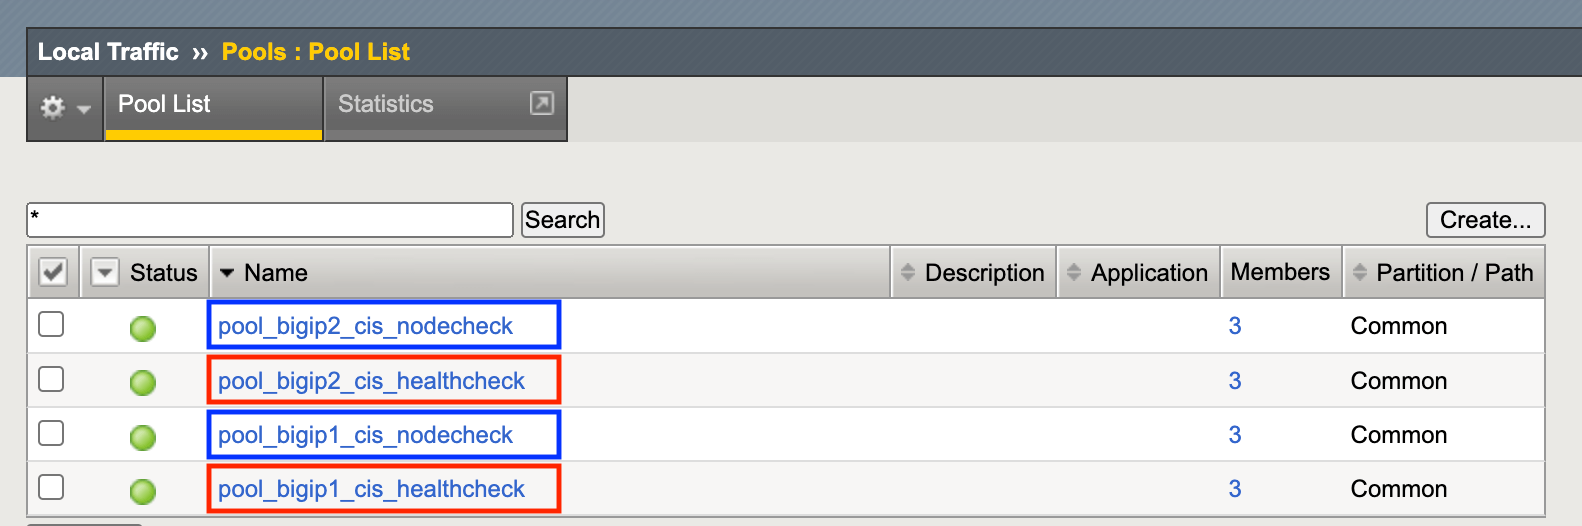 Local Traffic ›› Pools : Pool List
Pool List Statistics
* Search Create...
Status Name Description Application Members Partition / Path
pool_bigip2_cis_nodecheck 3 Common
pool_bigip2_cis_healthcheck 3 Common
pool_bigip1_cis_nodecheck 3 Common
pool_bigip1_cis_healthcheck 3 Common